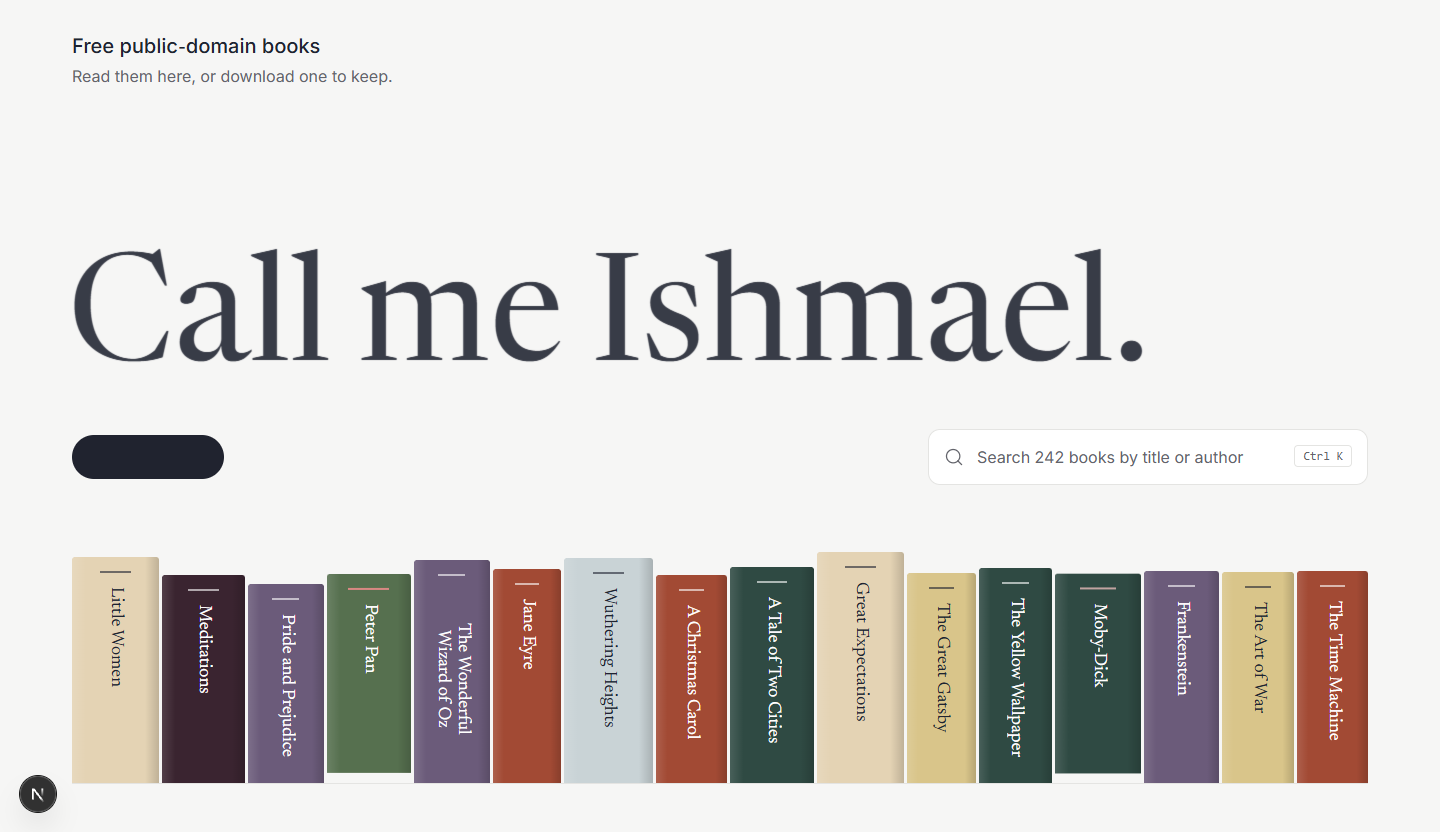 Free public-domain books
Read them here, or download one to keep.
Call me Ishmael.
Search 242 books by title or author
Ctrl K
Little Women
Meditations
Pride and Prejudice
Peter Pan
The Wonderful
Wizard of Oz
Jane Eyre
Wuthering Heights
A Christmas Carol
A Tale of Two Cities
Great Expectations
The Great Gatsby
The Yellow Wallpaper
Moby-Dick
Frankenstein
The Art of War
The Time Machine